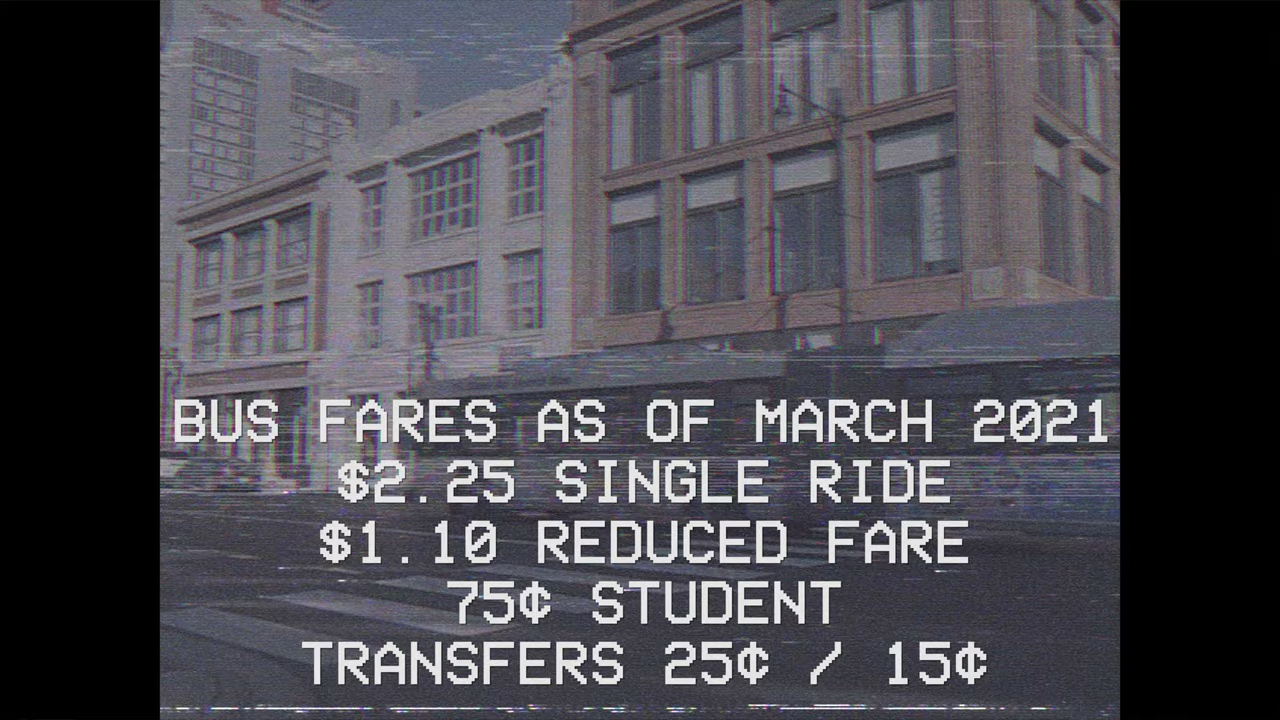 BUS FARES AS OF MARCH 2021
$2.25 SINGLE RIDE
$1.10 REDUCED FARE
75¢ STUDENT
TRANSFERS 25¢ / 15¢